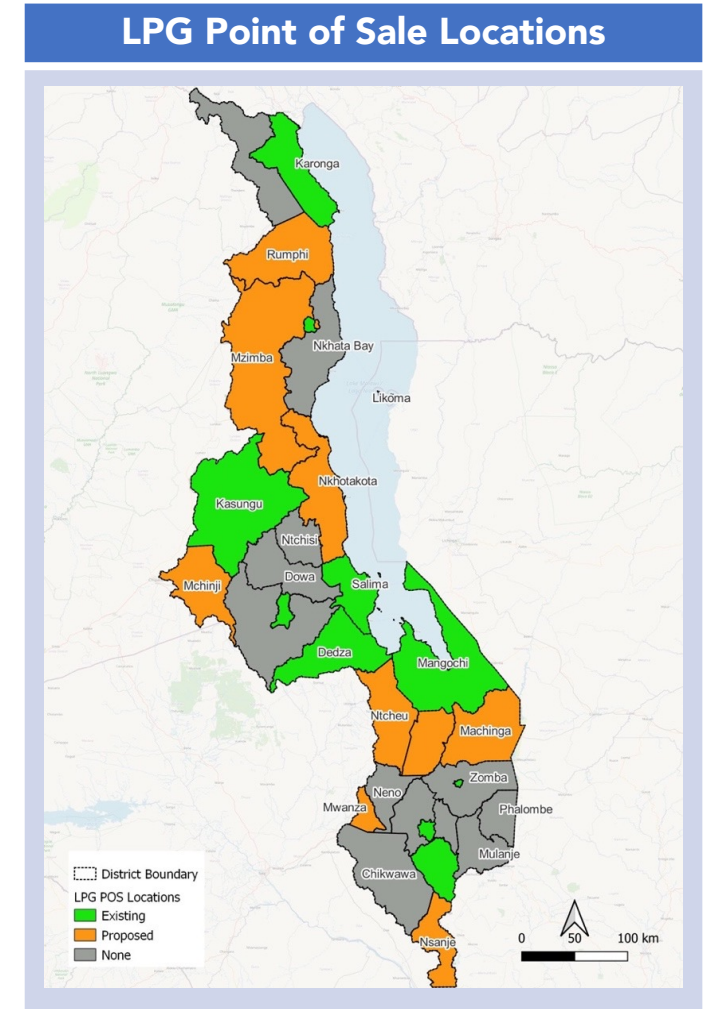 LPG Point of Sale Locations
Karonga
Rumphi
Nkhata Bay
Mzimba
Likoma
Nkhotakota
Kasungu
Ntchisi
Dowa
Salima
Mchinji
Dedza
Mangochi
Ntcheu
Machinga
Zomba
Neno
Mwanza
Phalombe
Mulanje
Chikwawa
Nsanje
District Boundary
LPG POS Locations
Existing
Proposed
None
0 50 100 km